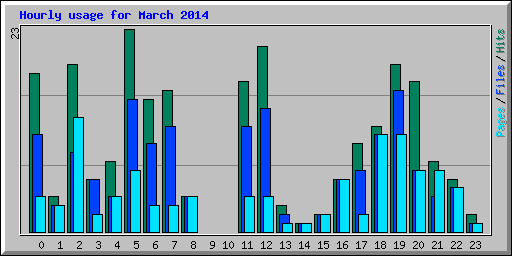 Hourly usage for March 2014
23
Pages/Files/Hits
0 1 2 3 4 5 6 7 8 9 10 11 12 13 14 15 16 17 18 19 20 21 22 23